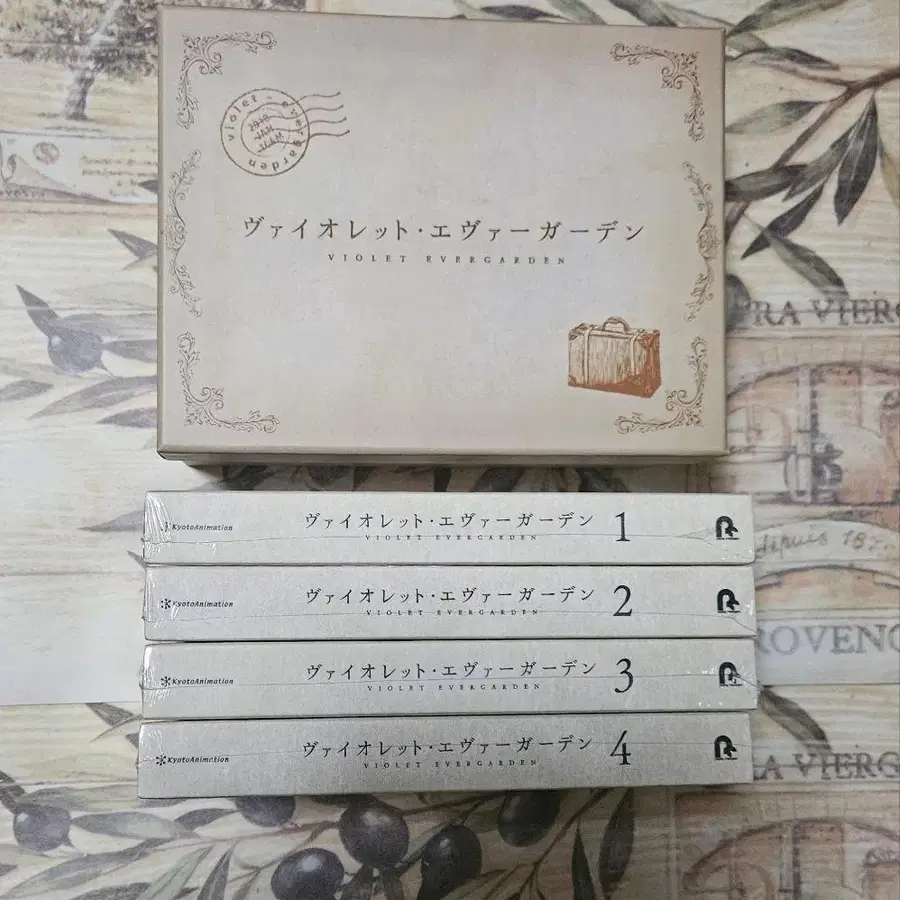 violet - evergarden
JAN
ヴァイオレット・エヴァーガーデン
VIOLET EVERGARDEN
RA VIERG
KyotoAnimation
ヴァイオレット・エヴァーガーデン
VIOLET EVERGARDEN
1
depuis 18
KyotoAnimation
ヴァイオレット・エヴァーガーデン
VIOLET EVERGARDEN
2
ROVENC
KyotoAnimation
ヴァイオレット・エヴァーガーデン
VIOLET EVERGARDEN
3
KyotoAnimation
ヴァイオレット・エヴァーガーデン
VIOLET EVERGARDEN
4
RA VIERG